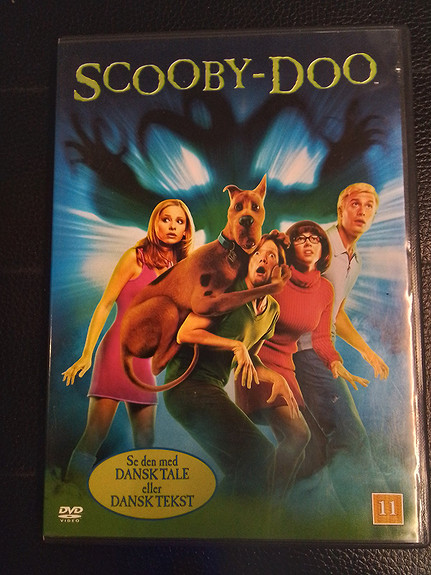 SCOOBY-DOO
Se den med
DANSK TALE
eller
DANSK TEKST
DVD
VIDEO
11